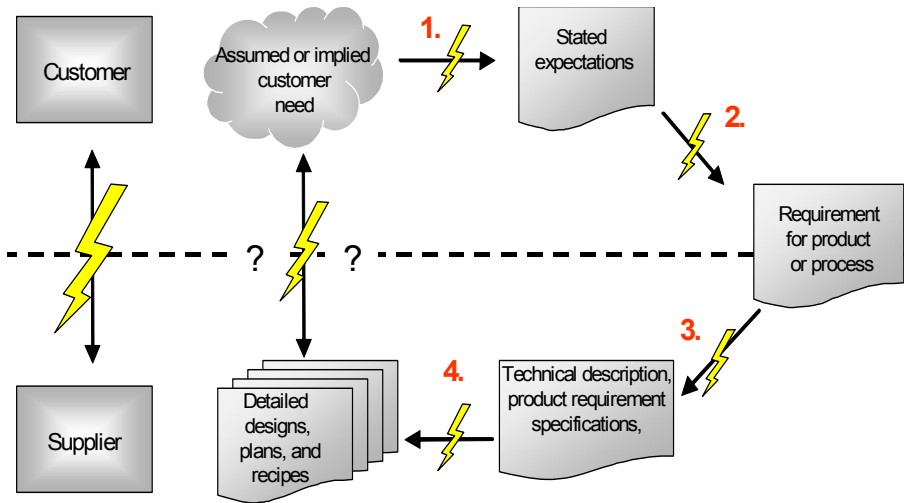 Customer
Assumed or implied
customer
need
1.
Stated
expectations
2.
Requirement
for product
or process
? ?
3.
Technical description,
product requirement
specifications,
4.
Detailed
designs,
plans, and
recipes
Supplier